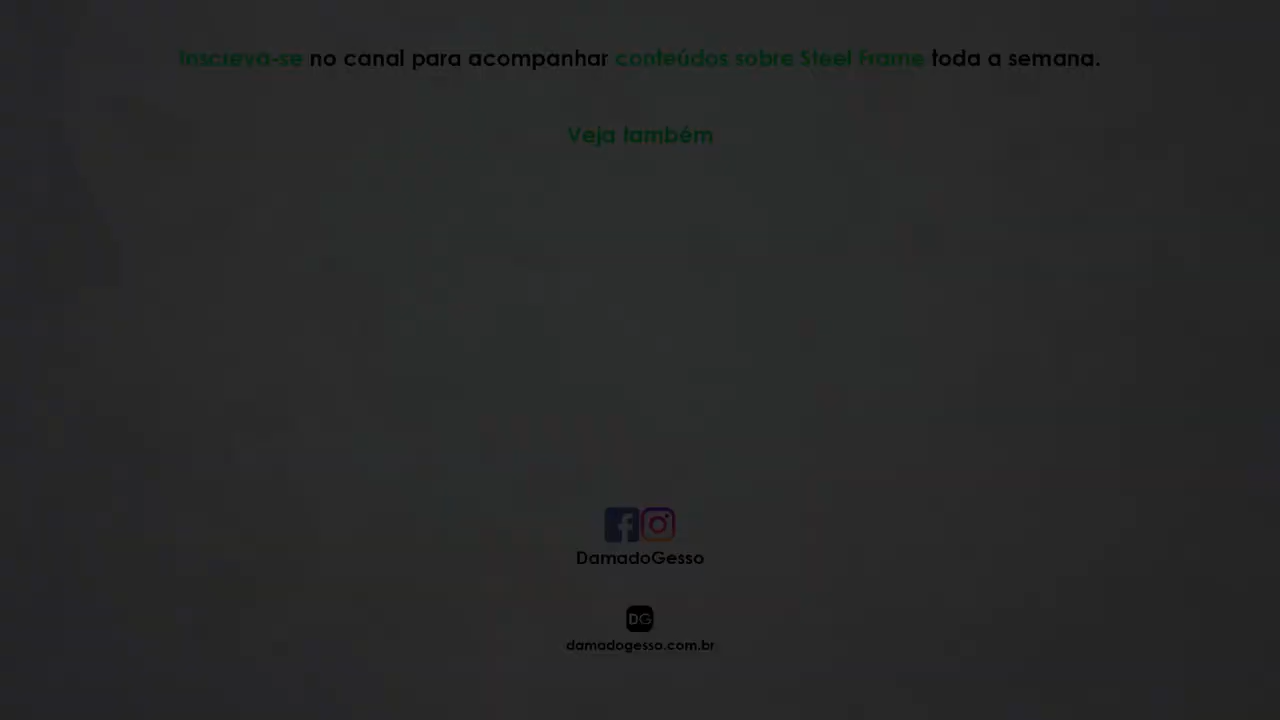 Inscreva-se no canal para acompanhar conteúdos sobre Steel Frame toda a semana.
Veja também
DamadoGesso
DG
damadogesso.com.br